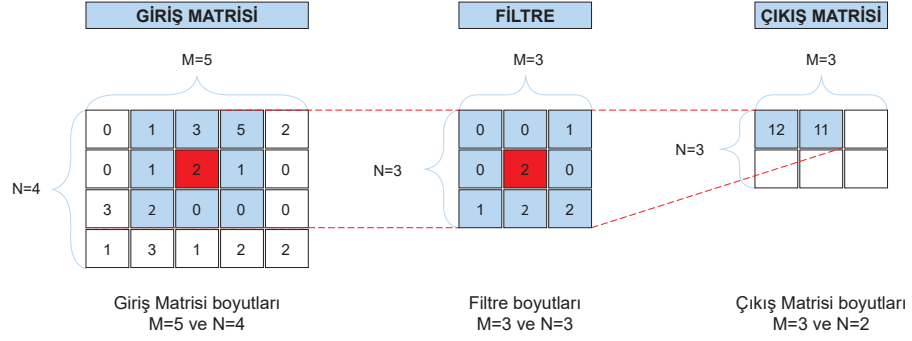 GİRİŞ MATRİSİ
FİLTRE
ÇIKIŞ MATRİSİ
M=5
M=3
M=3
N=4
0 1 3 5 2
0 1 2 1 0
3 2 0 0 0
1 3 1 2 2
N=3
0 0 1
0 2 0
1 2 2
N=3
12 11
Giriş Matrisi boyutları
M=5 ve N=4
Filtre boyutları
M=3 ve N=3
Çıkış Matrisi boyutları
M=3 ve N=2